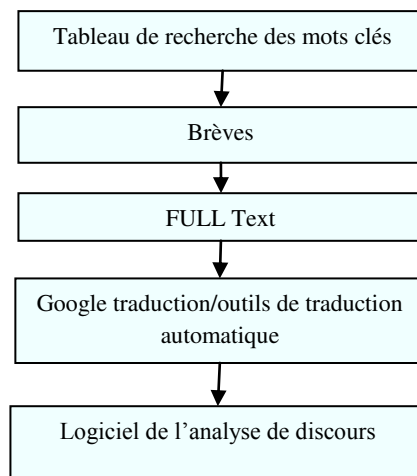 Tableau de recherche des mots clés
Brèves
FULL Text
Google traduction/outils de traduction
automatique
Logiciel de l’analyse de discours